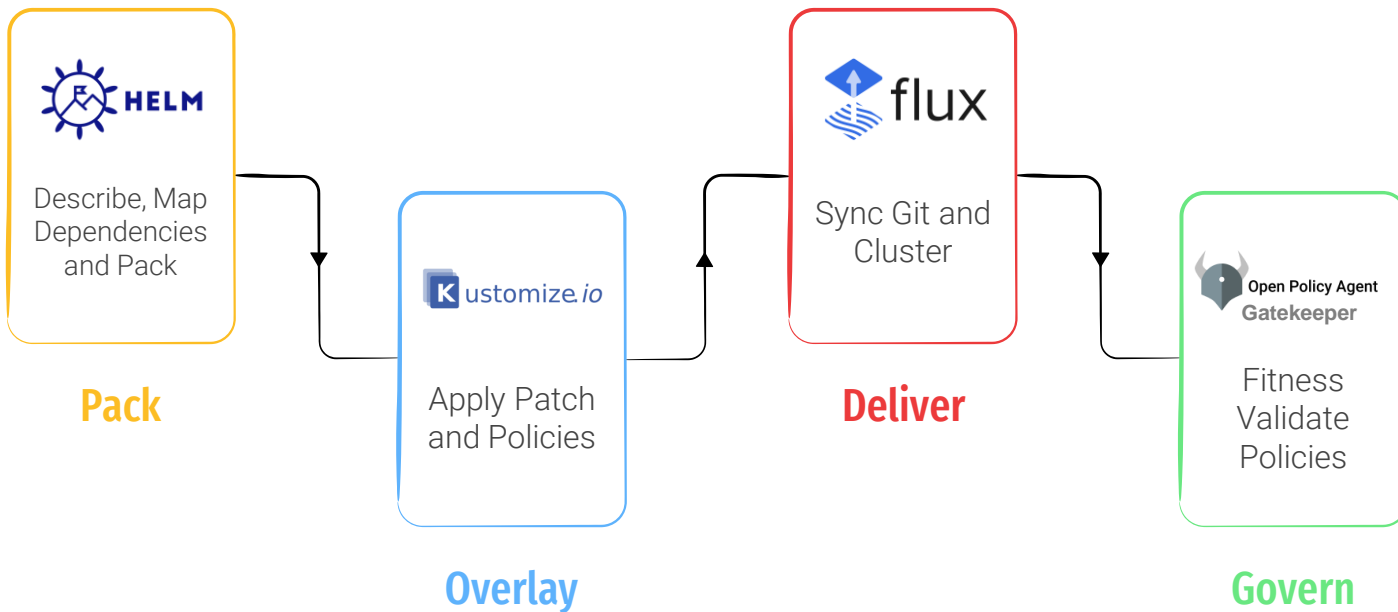 HELM
Describe, Map
Dependencies
and Pack
Pack
K ustomize.io
Apply Patch
and Policies
Overlay
flux
Sync Git and
Cluster
Deliver
Open Policy Agent
Gatekeeper
Fitness
Validate
Policies
Govern